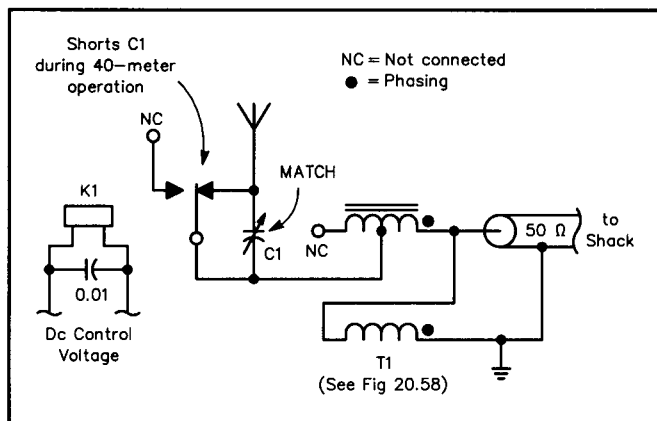 Shorts C1
during 40-meter
operation
NC = Not connected
● = Phasing
NC
K1
MATCH
C1
NC
50 Ω
to
Shack
0.01
Dc Control
Voltage
T1
(See Fig 20.58)